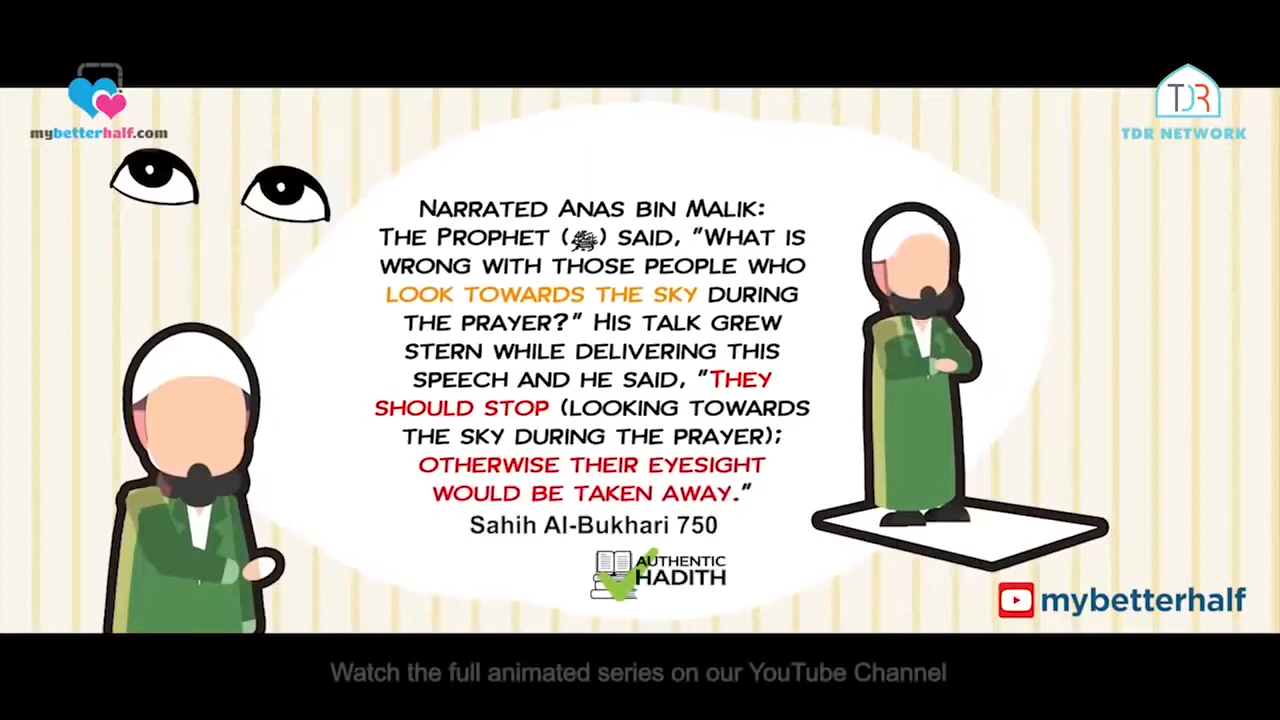 mybetterhalf.com
TDR
TDR NETWORK
NARRATED ANAS BIN MALIK:
THE PROPHET (ﷺ) SAID, "WHAT IS
WRONG WITH THOSE PEOPLE WHO
LOOK TOWARDS THE SKY DURING
THE PRAYER?" HIS TALK GREW
STERN WHILE DELIVERING THIS
SPEECH AND HE SAID, "THEY
SHOULD STOP (LOOKING TOWARDS
THE SKY DURING THE PRAYER);
OTHERWISE THEIR EYESIGHT
WOULD BE TAKEN AWAY."
Sahih Al-Bukhari 750
AUTHENTIC
HADITH
mybetterhalf
Watch the full animated series on our YouTube Channel